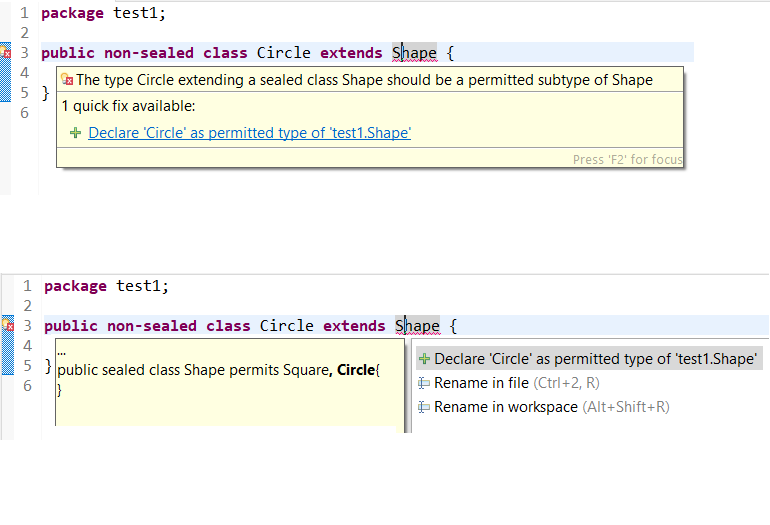 1 package test1;
2
3 public non-sealed class Circle extends Shape {
4
The type Circle extending a sealed class Shape should be a permitted subtype of Shape
5 }
1 quick fix available:
6
Declare 'Circle' as permitted type of 'test1.Shape'
Press 'F2' for focus
1 package test1;
2
3 public non-sealed class Circle extends Shape {
4
...
5 }
public sealed class Shape permits Square, Circle{
6
}
Declare 'Circle' as permitted type of 'test1.Shape'
Rename in file (Ctrl+2, R)
Rename in workspace (Alt+Shift+R)